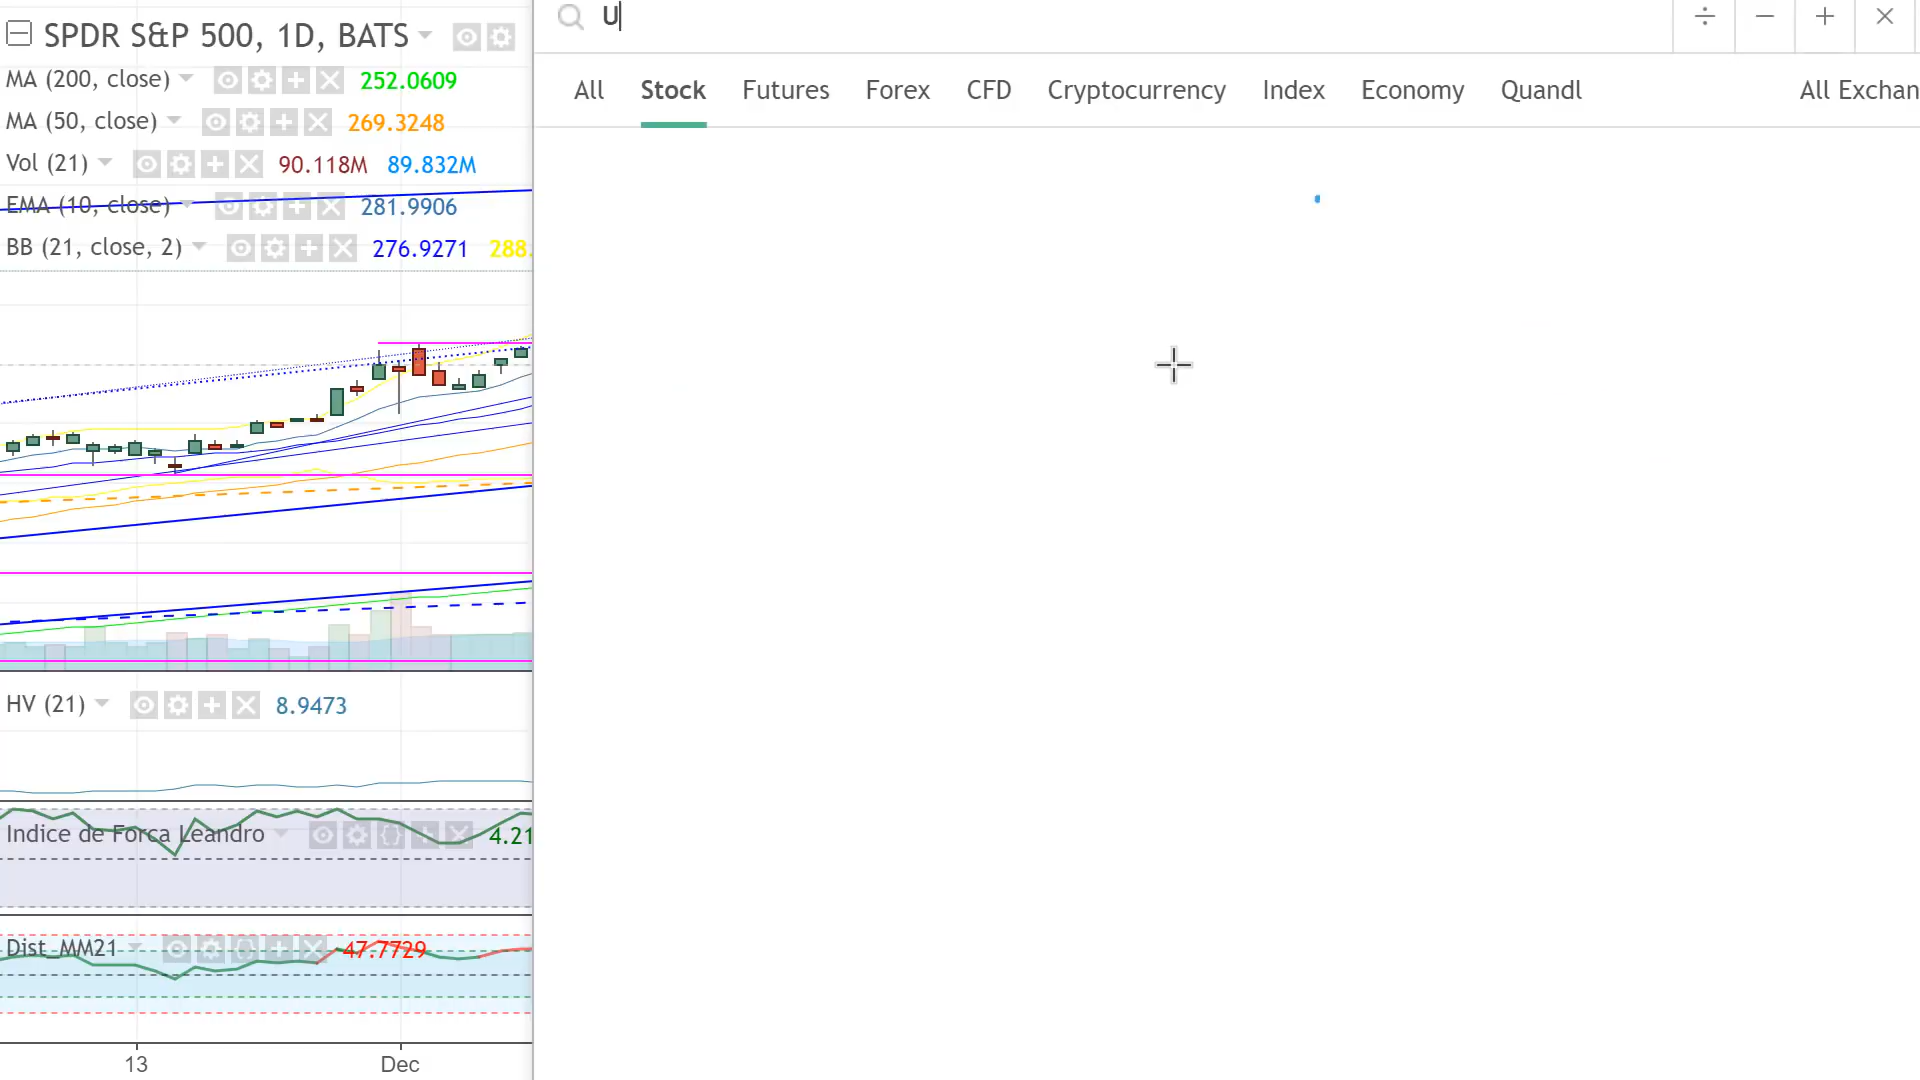 SPDR S&P 500, 1D, BATS
U
All Stock Futures Forex CFD Cryptocurrency Index Economy Quandl All Exchan
MA (200, close) 252.0609
MA (50, close) 269.3248
Vol (21) 90.118M 89.832M
EMA (10, close) 281.9906
BB (21, close, 2) 276.9271 288.
HV (21) 8.9473
Indice de Forca Leandro 4.21
Dist_MM21 47.7729
13 Dec